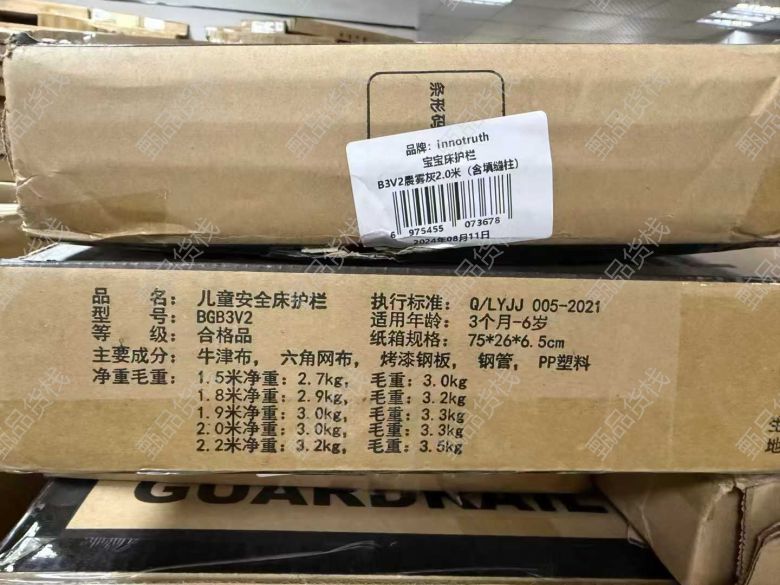 条形码
品牌：innotruth
宝宝床护栏
B3V2晨雾灰2.0米（含填缝柱）
6 975455 073678
2024年08月11日
品 名：儿童安全床护栏
型 号：BGB3V2
等 级：合格品
主要成分：牛津布，六角网布，烤漆钢板，钢管，PP塑料
净重毛重：1.5米净重：2.7kg，毛重：3.0kg
1.8米净重：2.9kg，毛重：3.2kg
1.9米净重：3.0kg，毛重：3.3kg
2.0米净重：3.0kg，毛重：3.3kg
2.2米净重：3.2kg，毛重：3.5kg
执行标准：Q/LYJJ 005-2021
适用年龄：3个月-6岁
纸箱规格：75*26*6.5cm
生
地
GUARDRAIL
甄品货栈